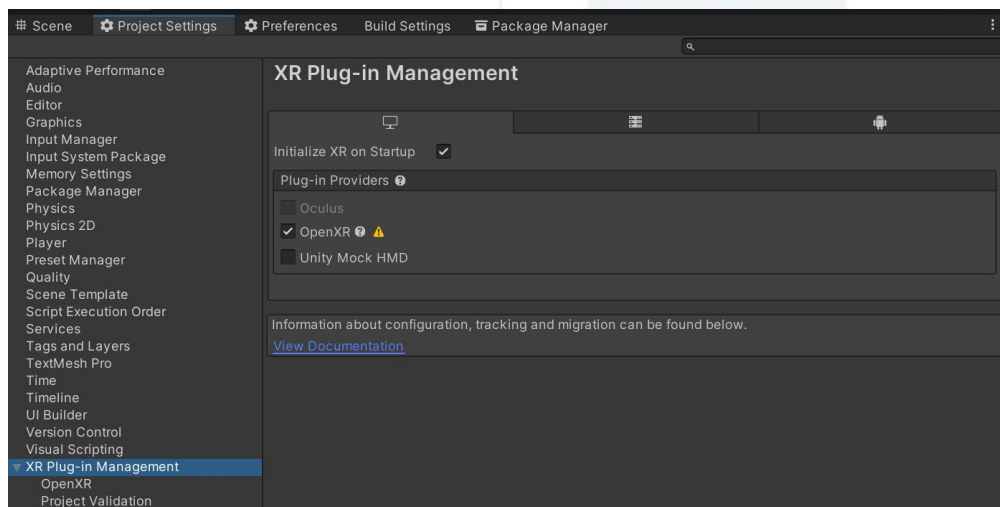 Scene Project Settings Preferences Build Settings Package Manager
XR Plug-in Management
Adaptive Performance
Audio
Editor
Graphics
Input Manager
Input System Package
Memory Settings
Package Manager
Physics
Physics 2D
Player
Preset Manager
Quality
Scene Template
Script Execution Order
Services
Tags and Layers
TextMesh Pro
Time
Timeline
UI Builder
Version Control
Visual Scripting
XR Plug-in Management
OpenXR
Project Validation
Initialize XR on Startup
Plug-in Providers
Oculus
OpenXR
Unity Mock HMD
Information about configuration, tracking and migration can be found below.
View Documentation